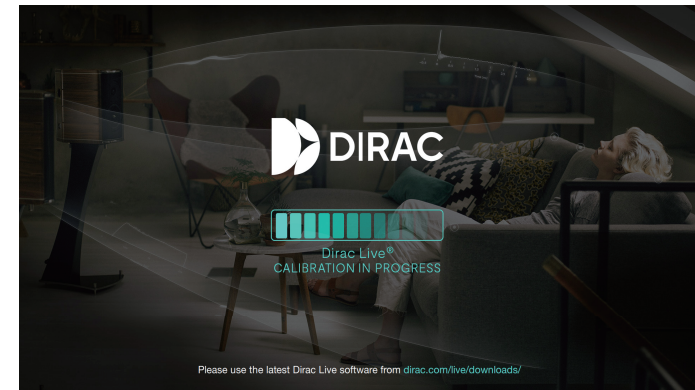 DIRAC
Dirac Live®
CALIBRATION IN PROGRESS
Please use the latest Dirac Live software from dirac.com/live/downloads/